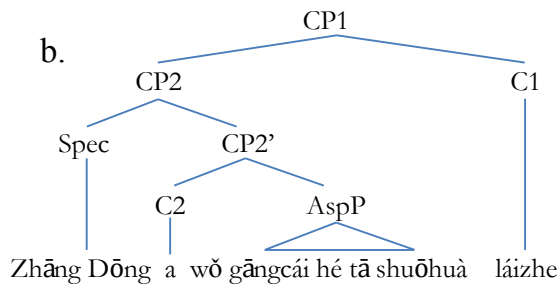 CP1
b.
CP2 C1
Spec CP2’
C2 AspP
Zhāng Dōng a wǒ gāngcái hé tā shuōhuà láizhe